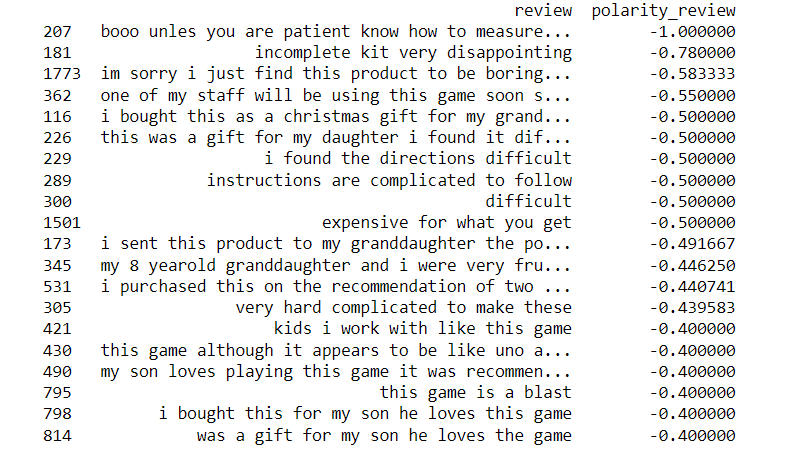 review polarity_review
207 booo unles you are patient know how to measure... -1.000000
181 incomplete kit very disappointing -0.780000
1773 im sorry i just find this product to be boring... -0.583333
362 one of my staff will be using this game soon s... -0.550000
116 i bought this as a christmas gift for my grand... -0.500000
226 this was a gift for my daughter i found it dif... -0.500000
229 i found the directions difficult -0.500000
289 instructions are complicated to follow -0.500000
300 difficult -0.500000
1501 expensive for what you get -0.500000
173 i sent this product to my granddaughter the po... -0.491667
345 my 8 yearold granddaughter and i were very fru... -0.446250
531 i purchased this on the recommendation of two ... -0.440741
305 very hard complicated to make these -0.439583
421 kids i work with like this game -0.400000
430 this game although it appears to be like uno a... -0.400000
490 my son loves playing this game it was recommen... -0.400000
795 this game is a blast -0.400000
798 i bought this for my son he loves this game -0.400000
814 was a gift for my son he loves the game -0.400000